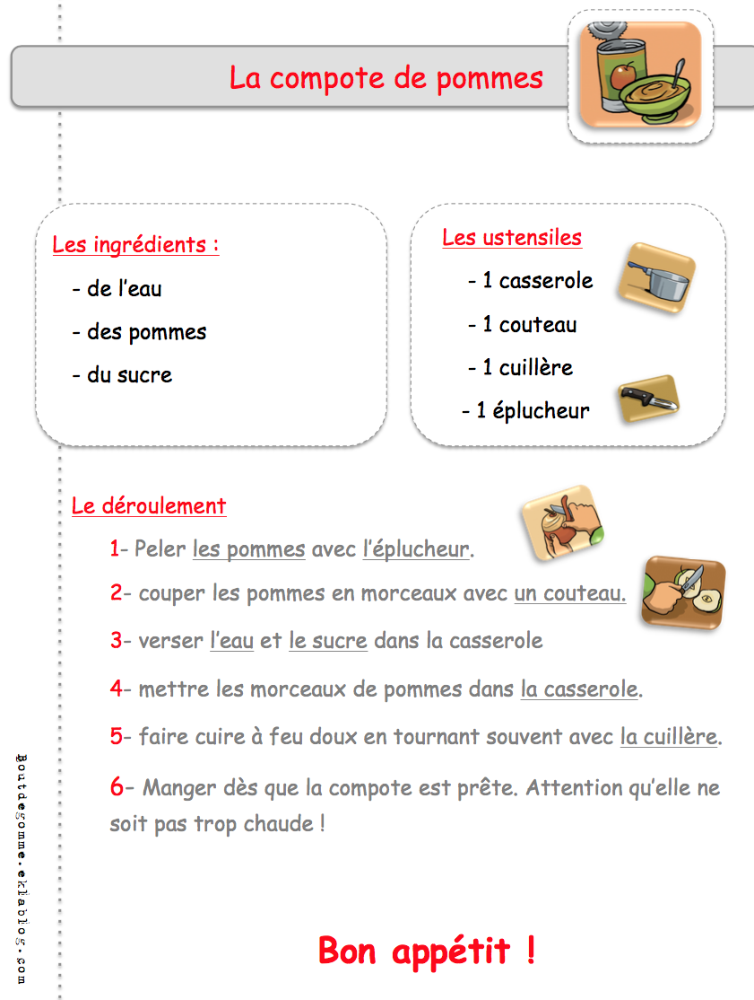 La compote de pommes
Les ingrédients :
- de l'eau
- des pommes
- du sucre
Les ustensiles
- 1 casserole
- 1 couteau
- 1 cuillère
- 1 éplucheur
Le déroulement
1- Peler les pommes avec l'éplucheur.
2- couper les pommes en morceaux avec un couteau.
3- verser l'eau et le sucre dans la casserole
4- mettre les morceaux de pommes dans la casserole.
5- faire cuire à feu doux en tournant souvent avec la cuillère.
6- Manger dès que la compote est prête. Attention qu'elle ne
soit pas trop chaude !
Bon appétit !
Boutdegomme.eklablog.com